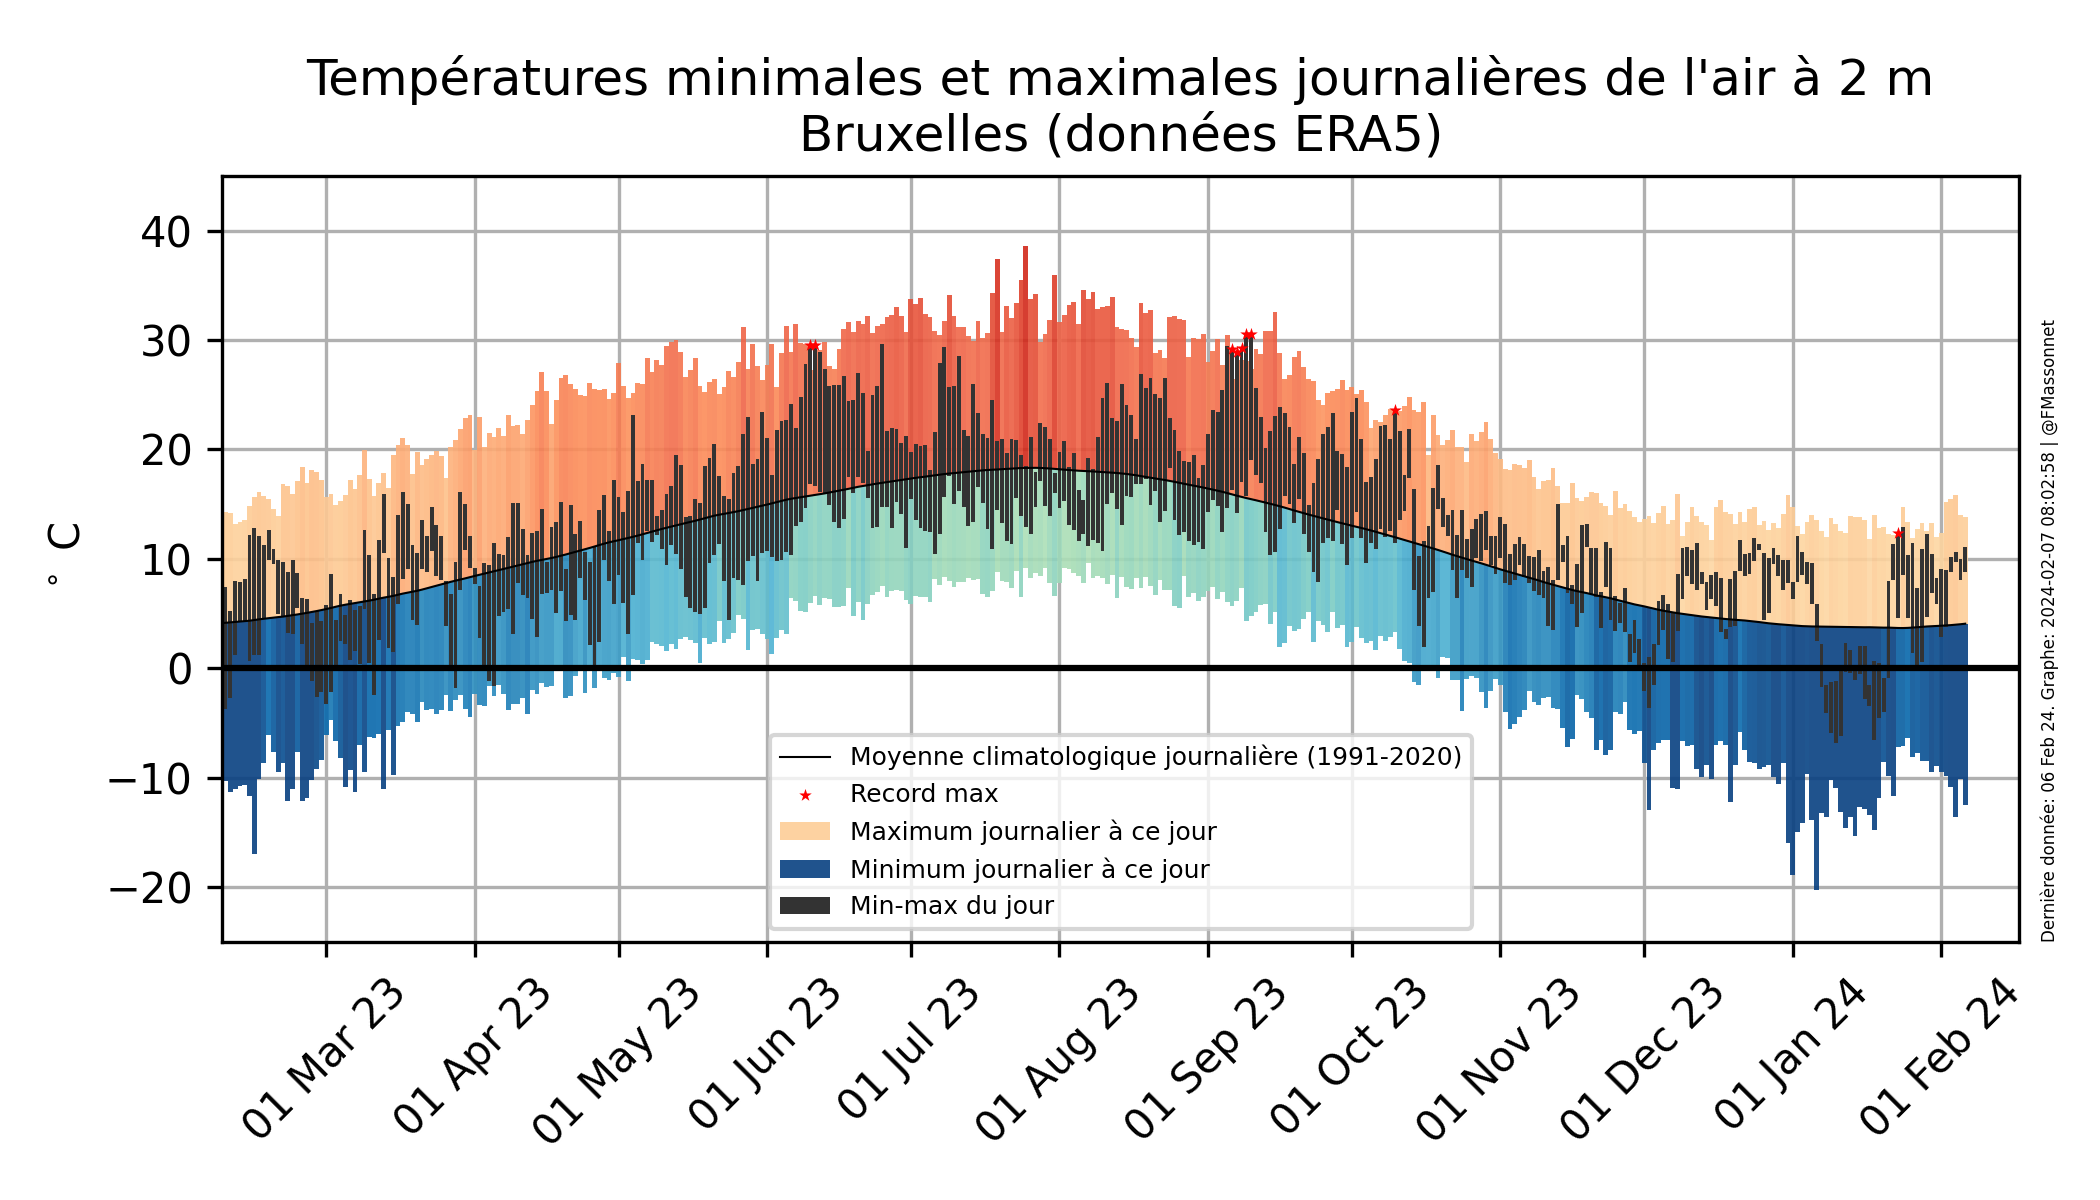 Températures minimales et maximales journalières de l'air à 2 m
Bruxelles (données ERA5)
° C
40
30
20
10
0
−10
−20
Moyenne climatologique journalière (1991-2020)
Record max
Maximum journalier à ce jour
Minimum journalier à ce jour
Min-max du jour
01 Mar 23
01 Apr 23
01 May 23
01 Jun 23
01 Jul 23
01 Aug 23
01 Sep 23
01 Oct 23
01 Nov 23
01 Dec 23
01 Jan 24
01 Feb 24
Dernière donnée: 06 Feb 24. Graphe: 2024-02-07 08:02:58 | @FMassonnet